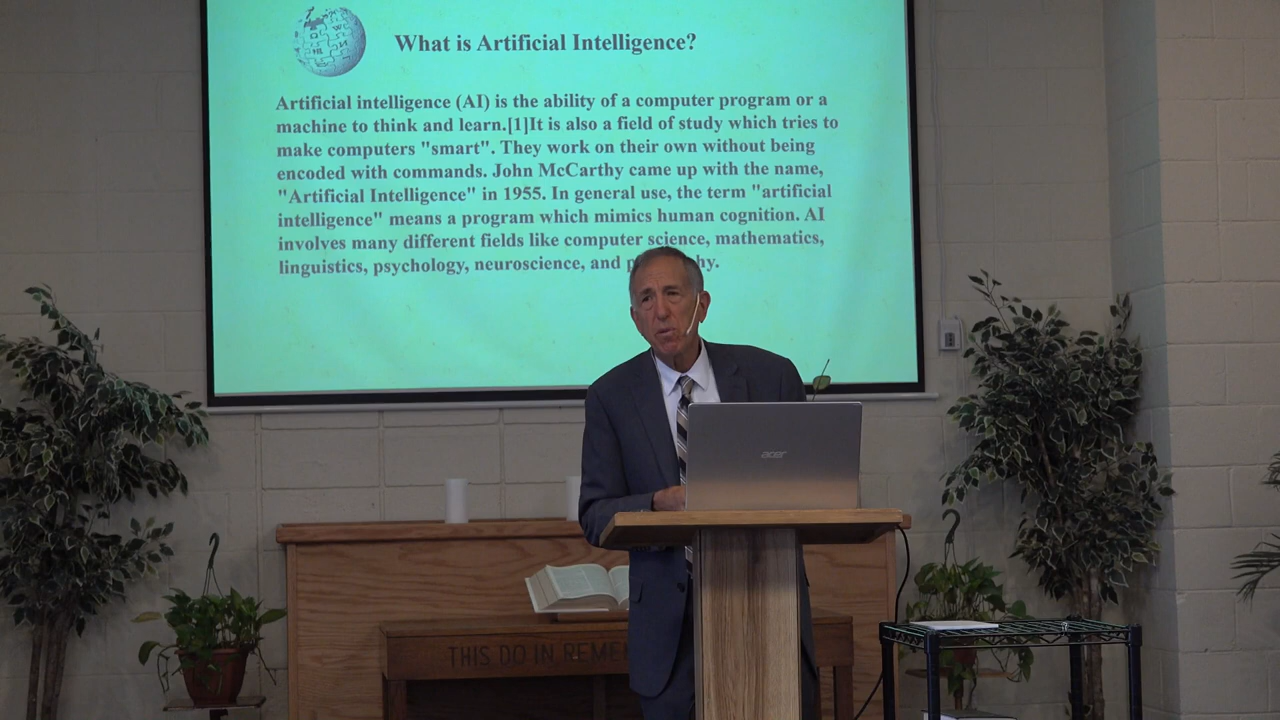 What is Artificial Intelligence?
Artificial intelligence (AI) is the ability of a computer program or a
machine to think and learn.[1]It is also a field of study which tries to
make computers "smart". They work on their own without being
encoded with commands. John McCarthy came up with the name,
"Artificial Intelligence" in 1955. In general use, the term "artificial
intelligence" means a program which mimics human cognition. AI
involves many different fields like computer science, mathematics,
linguistics, psychology, neuroscience, and p hy.
acer
THIS DO IN REME